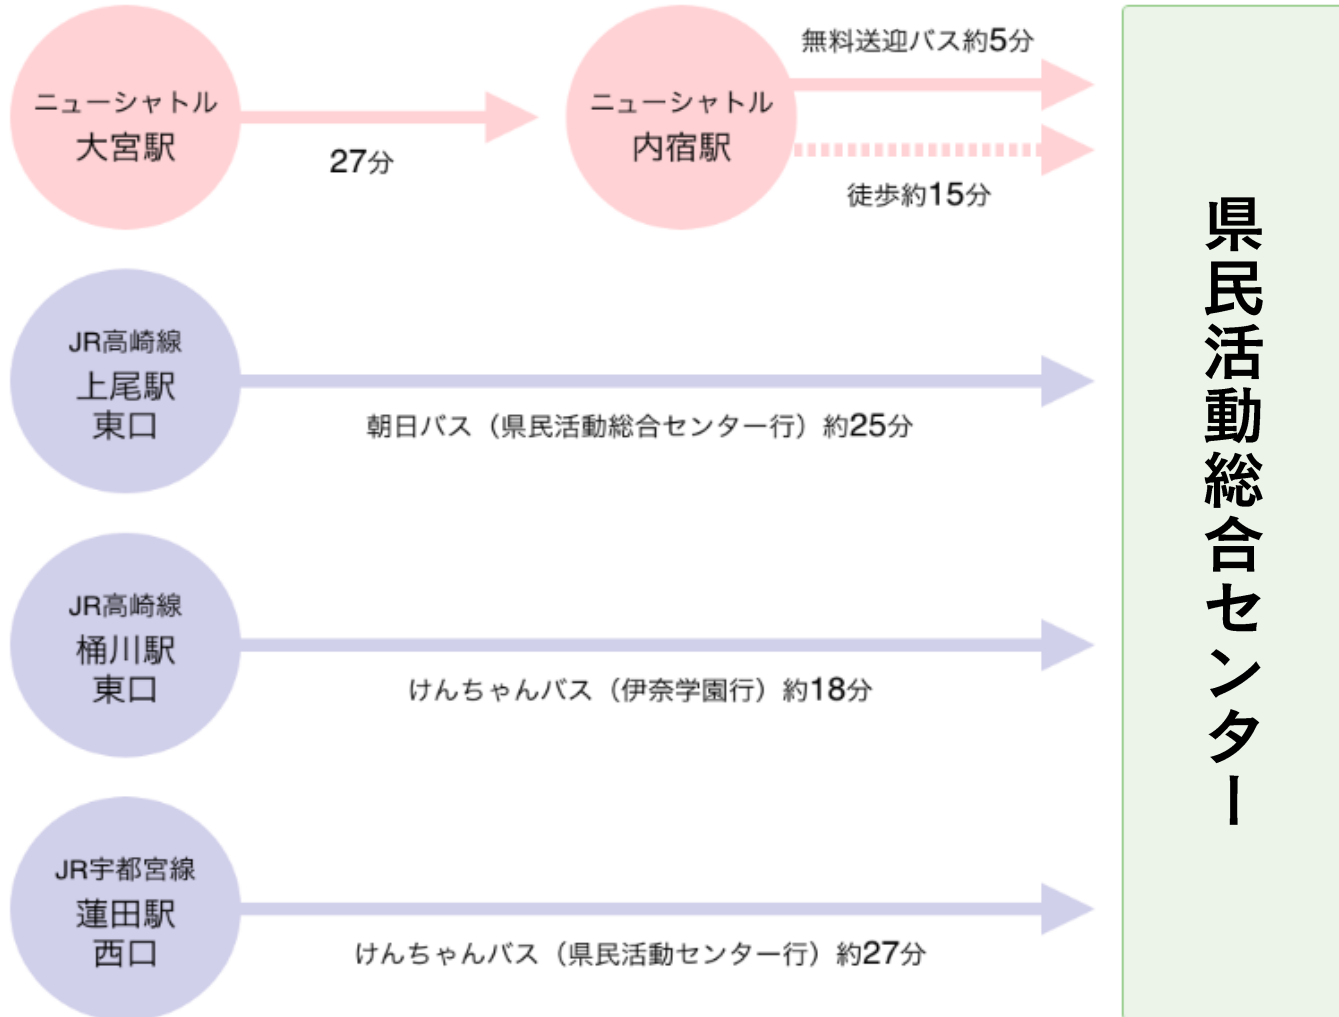 ニューシャトル
大宮駅
27分
ニューシャトル
内宿駅
無料送迎バス約5分
徒歩約15分
JR高崎線
上尾駅
東口
朝日バス（県民活動総合センター行）約25分
JR高崎線
桶川駅
東口
けんちゃんバス（伊奈学園行）約18分
JR宇都宮線
蓮田駅
西口
けんちゃんバス（県民活動センター行）約27分
県民活動総合センター